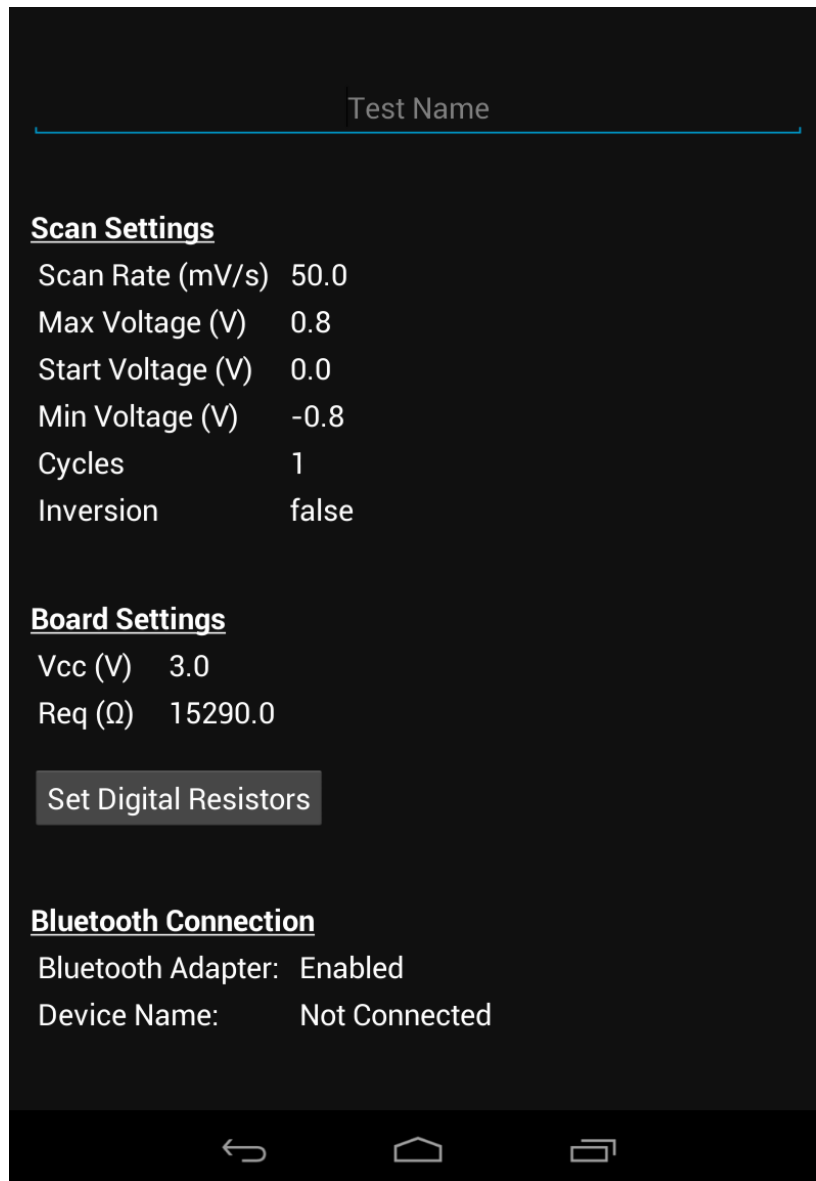 Test Name
Scan Settings
Scan Rate (mV/s) 50.0
Max Voltage (V) 0.8
Start Voltage (V) 0.0
Min Voltage (V) -0.8
Cycles 1
Inversion false
Board Settings
Vcc (V) 3.0
Req (Ω) 15290.0
Set Digital Resistors
Bluetooth Connection
Bluetooth Adapter: Enabled
Device Name: Not Connected